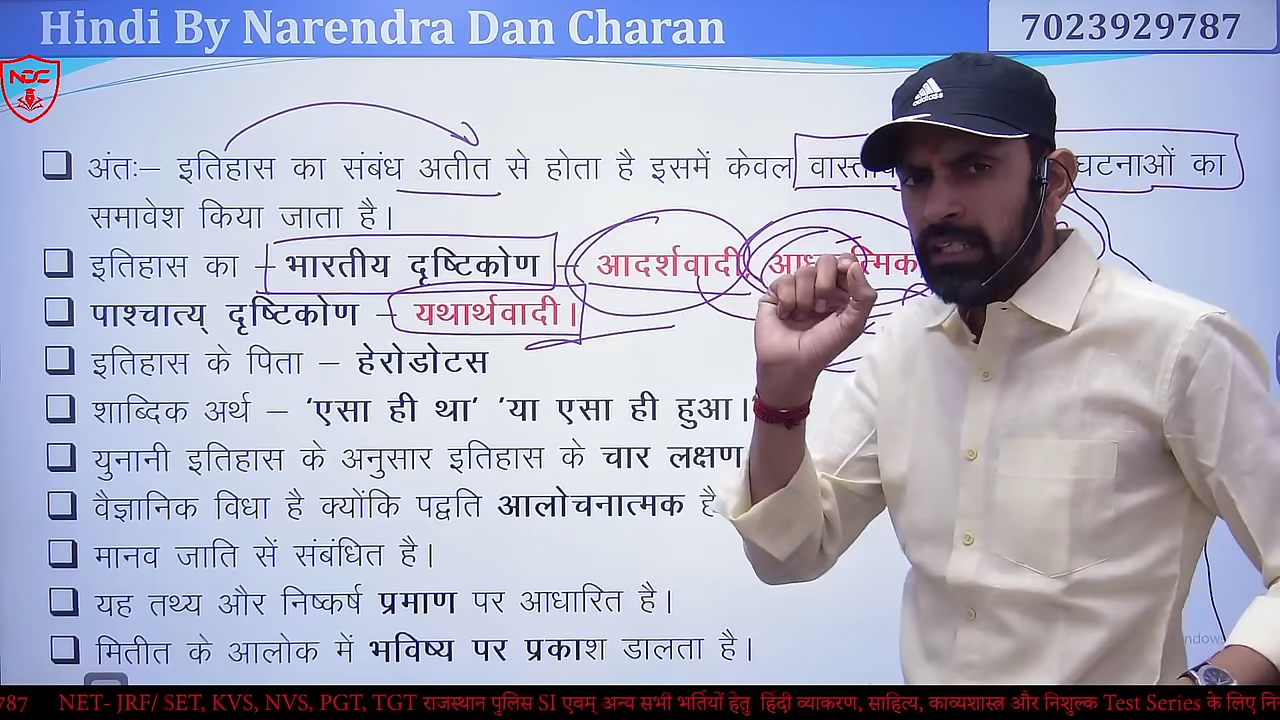 Hindi By Narendra Dan Charan
7023929787
NDC
adidas
अंतः– इतिहास का संबंध अतीत से होता है इसमें केवल घटनाओं का
समावेश किया जाता है।
इतिहास का – भारतीय दृष्टिकोण – आदर्शवादी,
पाश्चात्य् दृष्टिकोण – यथार्थवादी।
इतिहास के पिता – हेरोडोटस
शाब्दिक अर्थ – 'एसा ही था' 'या एसा ही हुआ।'
युनानी इतिहास के अनुसार इतिहास के चार लक्षण
वैज्ञानिक विधा है क्योंकि पद्वति आलोचनात्मक है
मानव जाति सें संबंधित है।
यह तथ्य और निष्कर्ष प्रमाण पर आधारित है।
मितीत के आलोक में भविष्य पर प्रकाश डालता है।
787 NET- JRF/ SET, KVS, NVS, PGT, TGT राजस्थान पुलिस SI एवम् अन्य सभी भर्तियों हेतु हिंदी व्याकरण, साहित्य, काव्यशास्त्र और निशुल्क Test Series के लिए